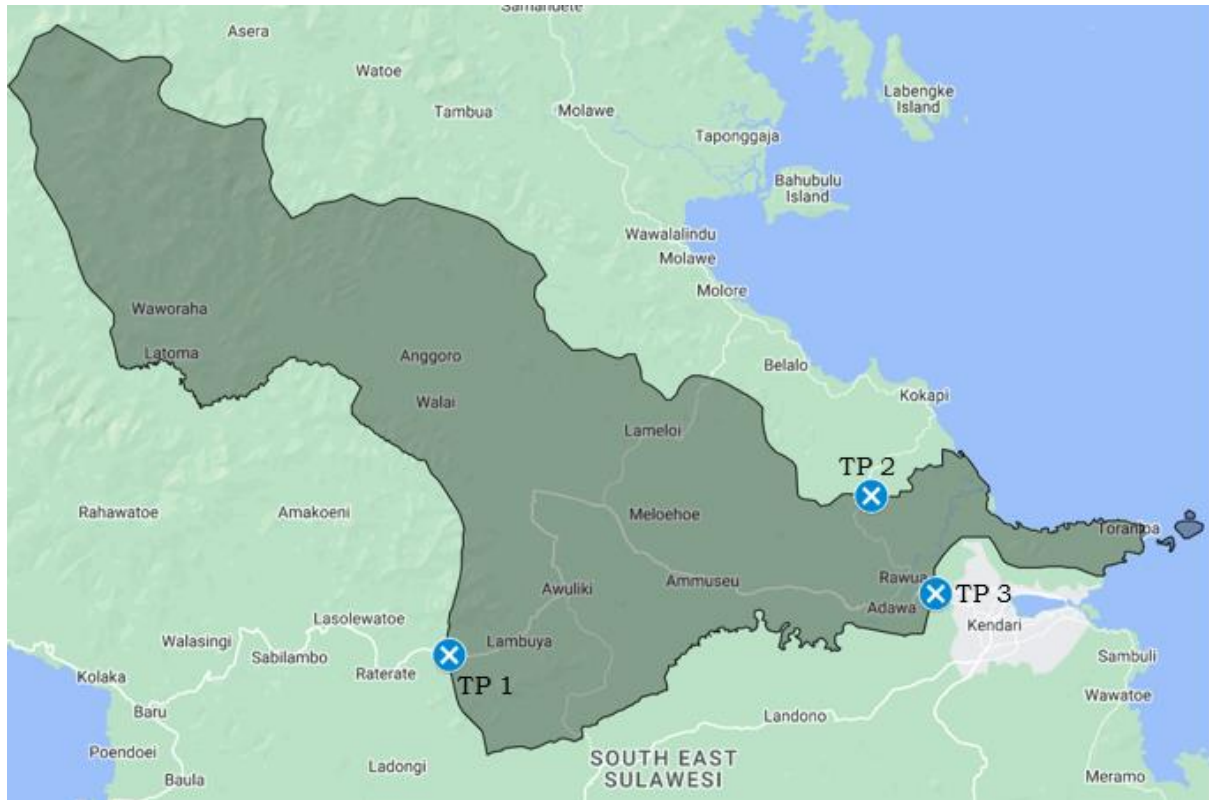 Samandete
Asera
Watoe
Tambua
Molawe
Labengke
Island
Taponggaja
Bahubulu
Island
Wawalalindu
Molawe
Molore
Waworaha
Latoma
Anggoro
Walai
Belalo
Kokapi
Lameloi
TP 2
Rahawatoe
Amakoeni
Meloehoe
Awuliki
Ammuseu
Rawua
Adawa
TP 3
Kendari
Lasolewatoe
Walasingi
Sabilambo
Raterate
Lambuya
TP 1
Kolaka
Baru
Poendoei
Baula
Ladongi
Landono
Sambuli
Wawatoe
Meramo
SOUTH EAST
SULAWESI